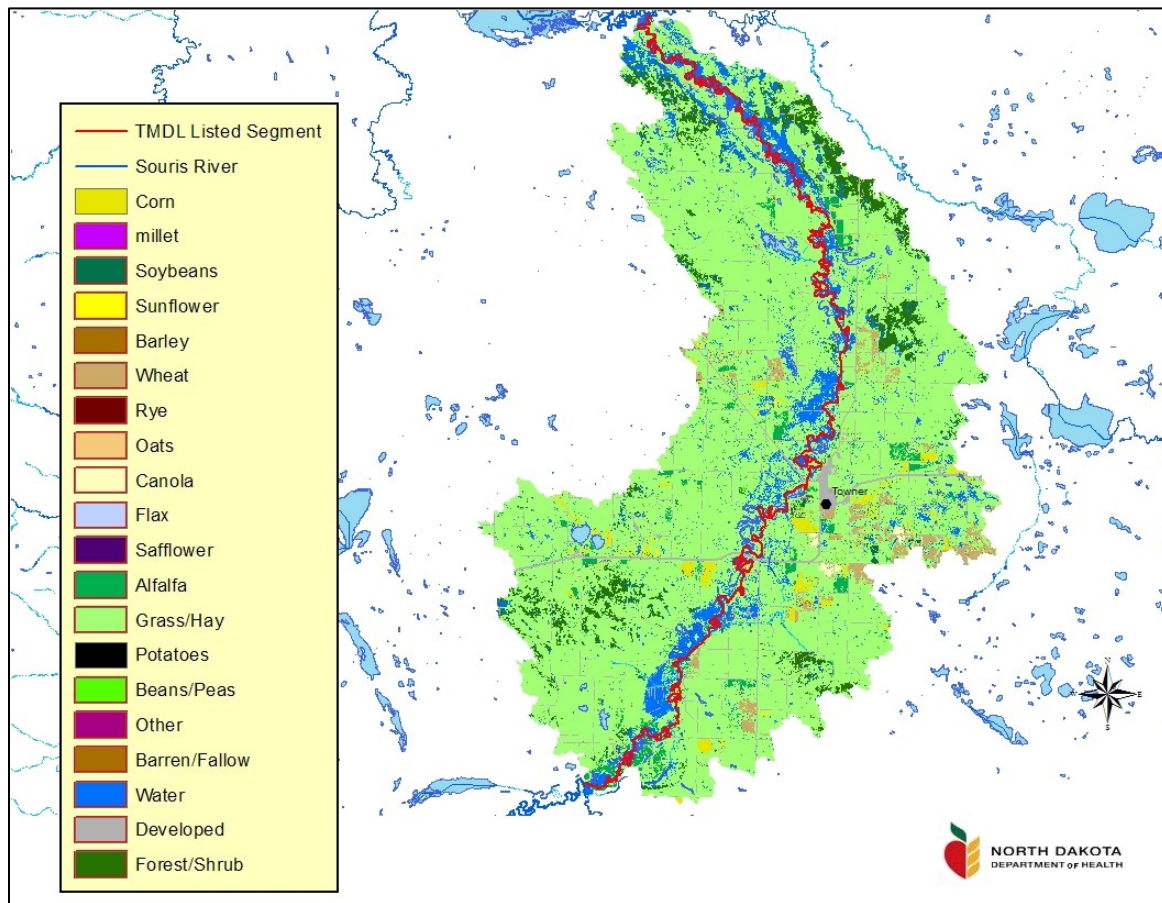 TMDL Listed Segment
Souris River
Corn
millet
Soybeans
Sunflower
Barley
Wheat
Rye
Oats
Canola
Flax
Safflower
Alfalfa
Grass/Hay
Potatoes
Beans/Peas
Other
Barren/Fallow
Water
Developed
Forest/Shrub
Towner
N
E
S
NORTH DAKOTA
DEPARTMENT of HEALTH